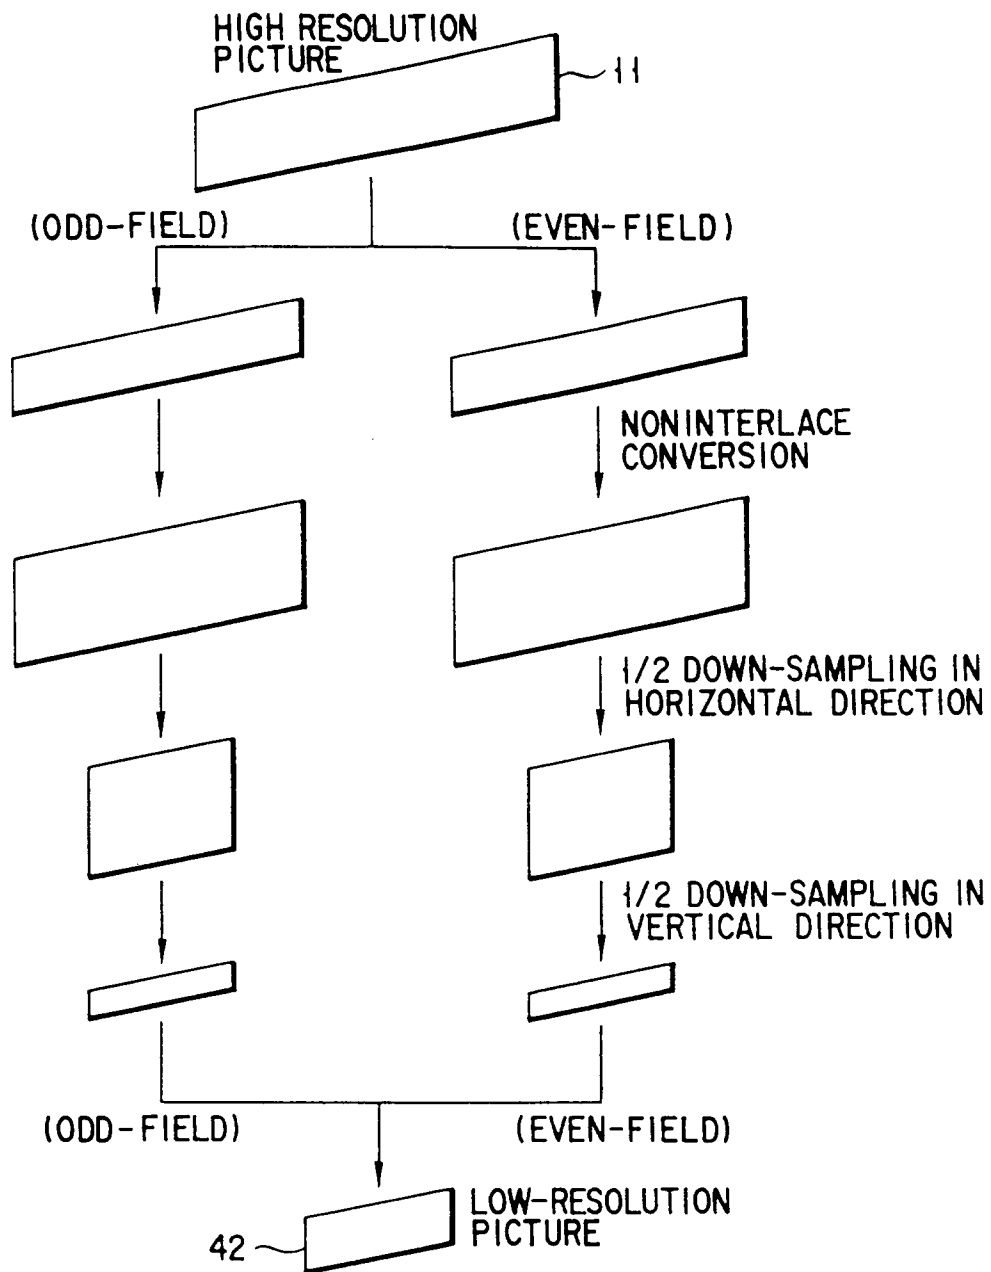 HIGH RESOLUTION
PICTURE
11
(ODD-FIELD)
(EVEN-FIELD)
NONINTERLACE
CONVERSION
1/2 DOWN-SAMPLING IN
HORIZONTAL DIRECTION
1/2 DOWN-SAMPLING IN
VERTICAL DIRECTION
(ODD-FIELD)
(EVEN-FIELD)
LOW-RESOLUTION
PICTURE
42